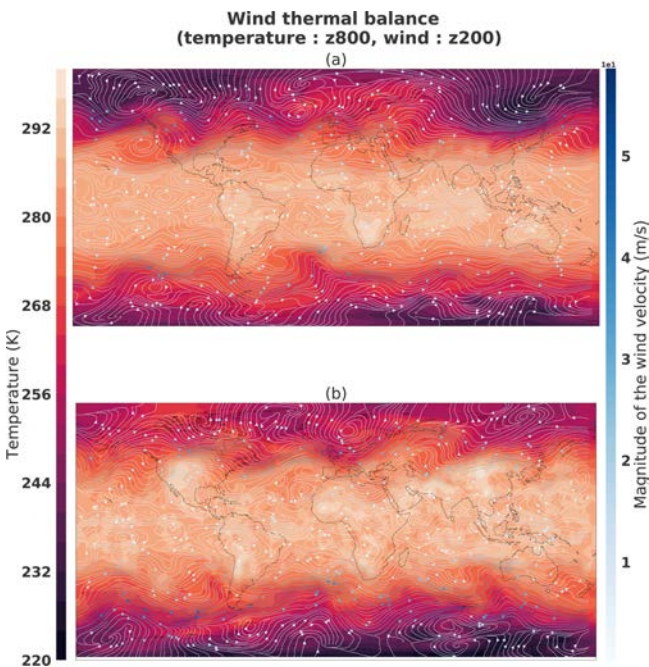 Wind thermal balance
(temperature : z800, wind : z200)
(a)
1e1
292
280
268
256
244
232
220
Temperature (K)
5
4
3
2
1
Magnitude of the wind velocity (m/s)
(b)